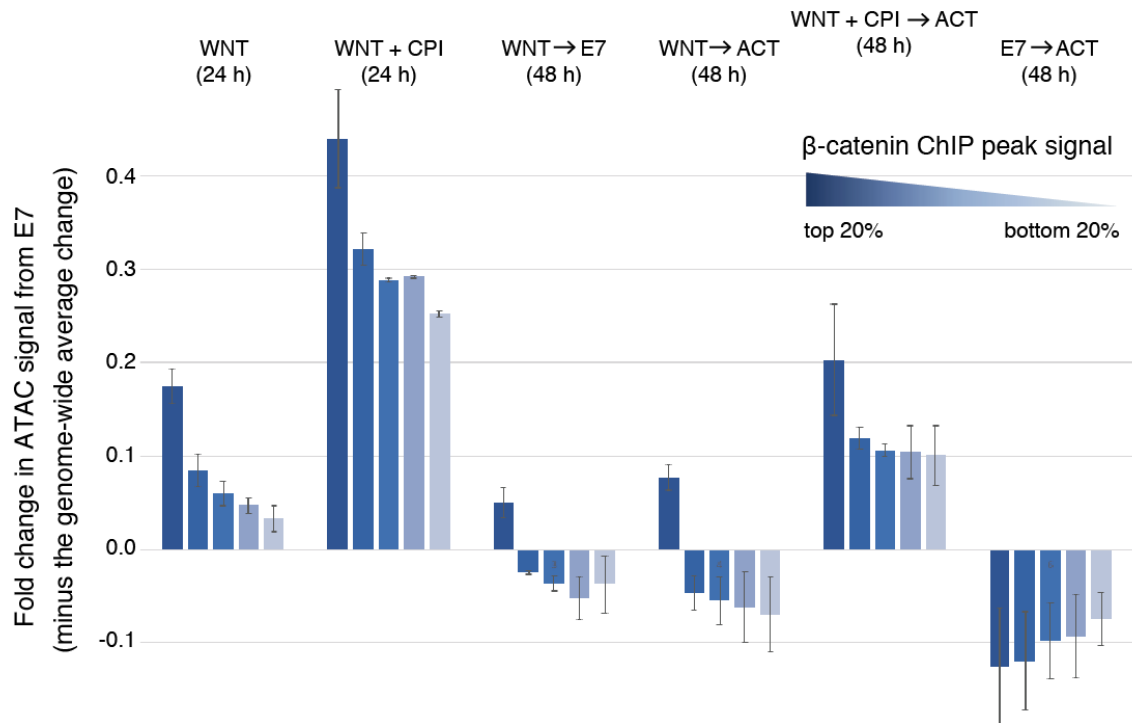 WNT + CPI → ACT
(48 h)
WNT
(24 h)
WNT + CPI
(24 h)
WNT → E7
(48 h)
WNT → ACT
(48 h)
E7 → ACT
(48 h)
β-catenin ChIP peak signal
top 20%
bottom 20%
Fold change in ATAC signal from E7
(minus the genome-wide average change)
0.4
0.3
0.2
0.1
0.0
-0.1